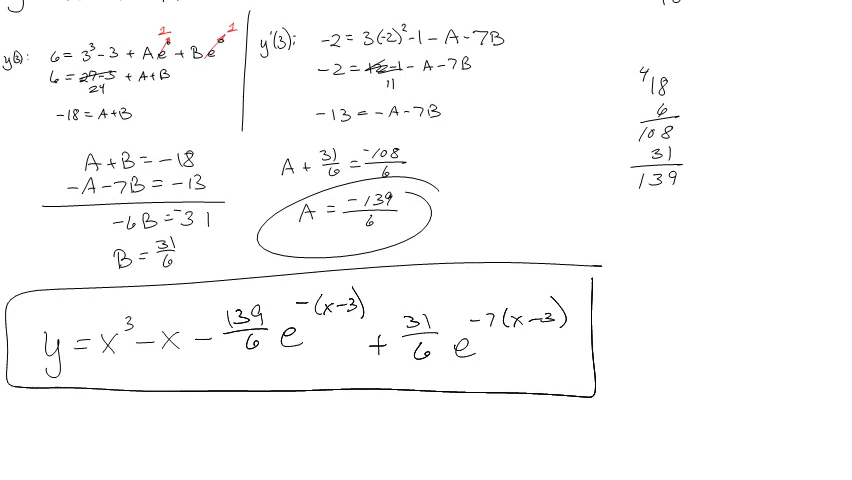 y(3): 6 = 3³ - 3 + A e⁰ + B e⁰
1
1
6 = 27-3 + A+B
24
-18 = A+B
y'(3): -2 = 3(-2)² -1 - A - 7B
-2 = 12-1 - A - 7B
11
-13 = -A - 7B
A + B = -18
-A - 7B = -13
-6B = -31
B = 31/6
A + 31/6 = -108/6
A = -139/6
4
18
6
108
31
139
y = x³ - x - 139/6 e^-(x-3) + 31/6 e^-7(x-3)